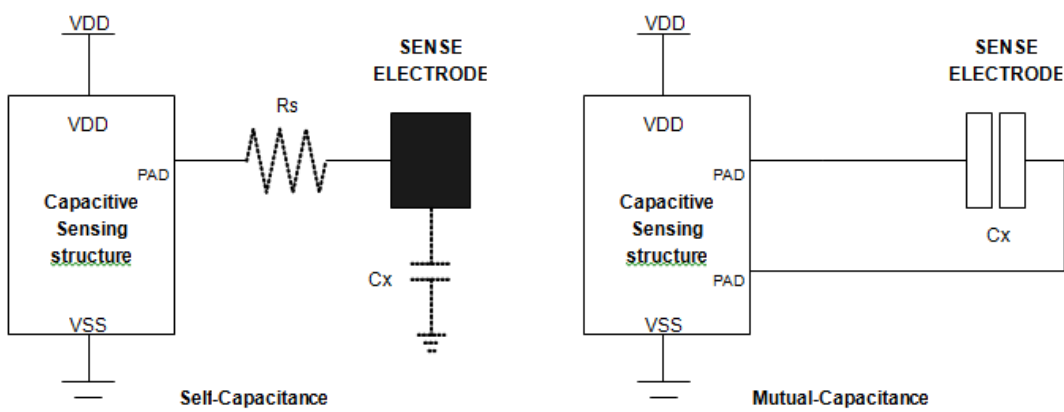 VDD
SENSE
ELECTRODE
Rs
VDD
PAD
Capacitive
Sensing
structure
Cx
VSS
Self-Capacitance
VDD
SENSE
ELECTRODE
VDD
PAD
Capacitive
Sensing
structure
Cx
PAD
VSS
Mutual-Capacitance